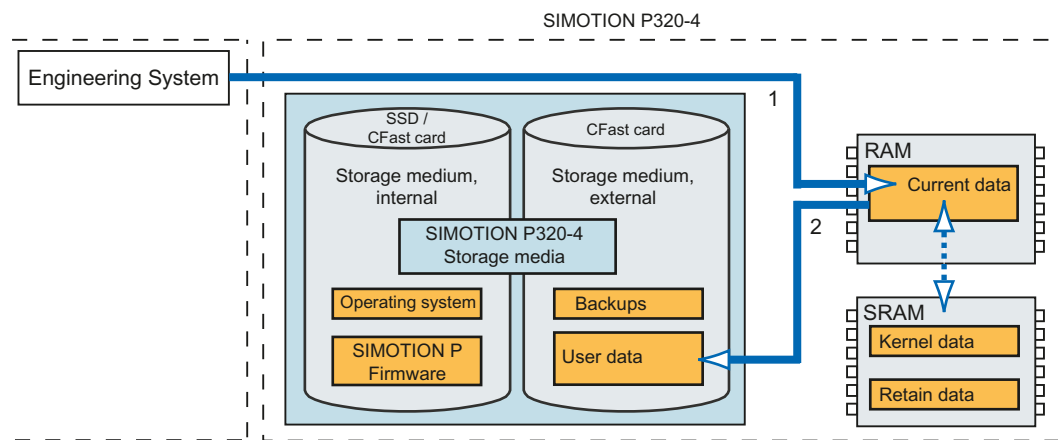 SIMOTION P320-4
Engineering System
1
SSD /
CFast card
CFast card
RAM
Storage medium,
internal
Storage medium,
external
Current data
SIMOTION P320-4
Storage media
2
Operating system
Backups
SRAM
SIMOTION P
Firmware
User data
Kernel data
Retain data